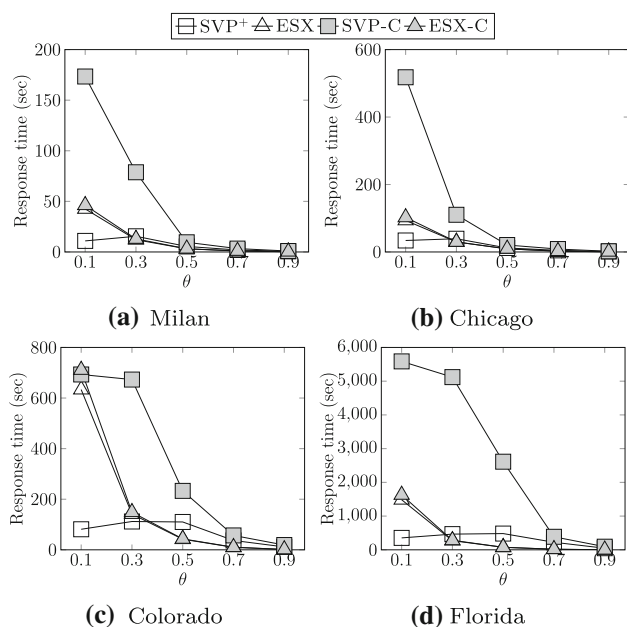 SVP+ ESX SVP-C ESX-C
200
150
100
50
0
0.1 0.3 0.5 0.7 0.9
θ
Response time (sec)
(a) Milan
600
400
200
0
0.1 0.3 0.5 0.7 0.9
θ
Response time (sec)
(b) Chicago
800
600
400
200
0
0.1 0.3 0.5 0.7 0.9
θ
Response time (sec)
(c) Colorado
6,000
5,000
4,000
3,000
2,000
1,000
0
0.1 0.3 0.5 0.7 0.9
θ
Response time (sec)
(d) Florida